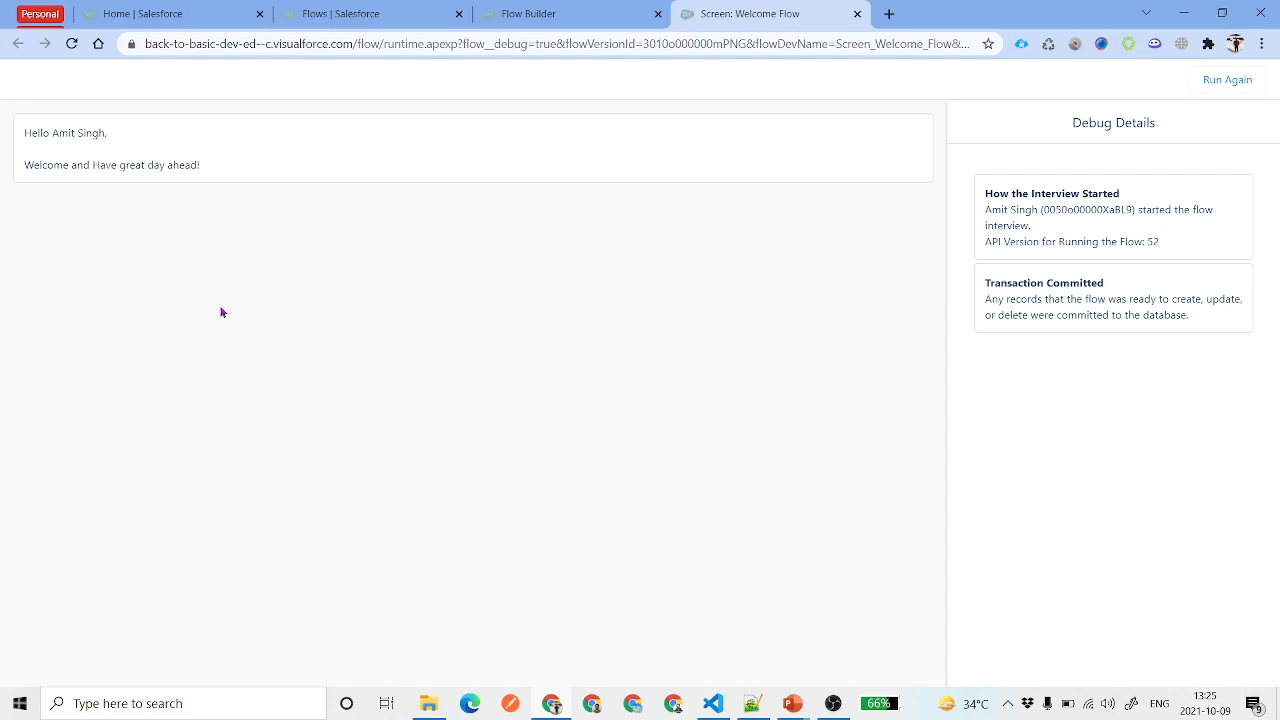 Personal
Home | Salesforce
Flows | Salesforce
Flow Builder
Screen: Welcome Flow
back-to-basic-dev-ed--c.visualforce.com/flow/runtime.apexp?flow__debug=true&flowVersionId=3010o000000mPNG&flowDevName=Screen_Welcome_Flow&...
Run Again
Hello Amit Singh,
Welcome and Have great day ahead!
Debug Details
How the Interview Started
Amit Singh (0050o00000XaBL9) started the flow
interview.
API Version for Running the Flow: 52
Transaction Committed
Any records that the flow was ready to create, update,
or delete were committed to the database.
Type here to search
66%
34°C
ENG
13:25
2021-10-09